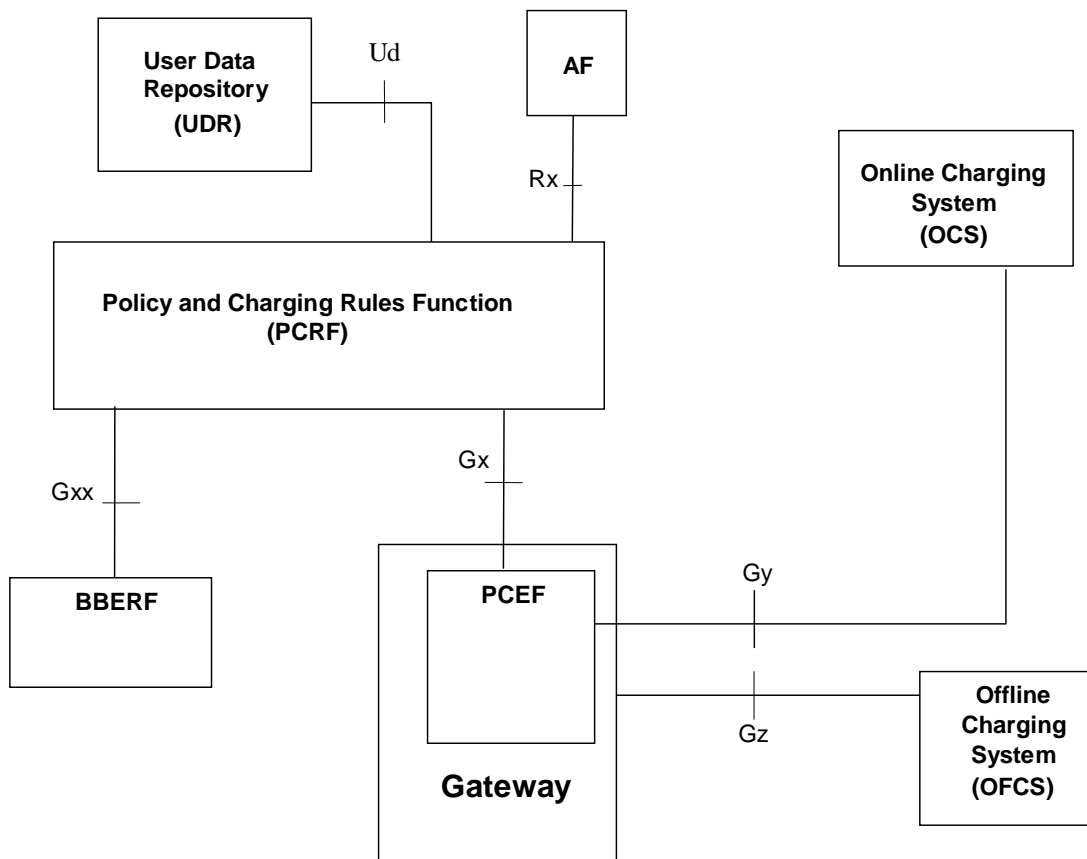 User Data
Repository
(UDR)
Ud
AF
Rx
Online Charging
System
(OCS)
Policy and Charging Rules Function
(PCRF)
Gxx
Gx
BBERF
PCEF
Gy
Gz
Offline
Charging
System
(OFCS)
Gateway